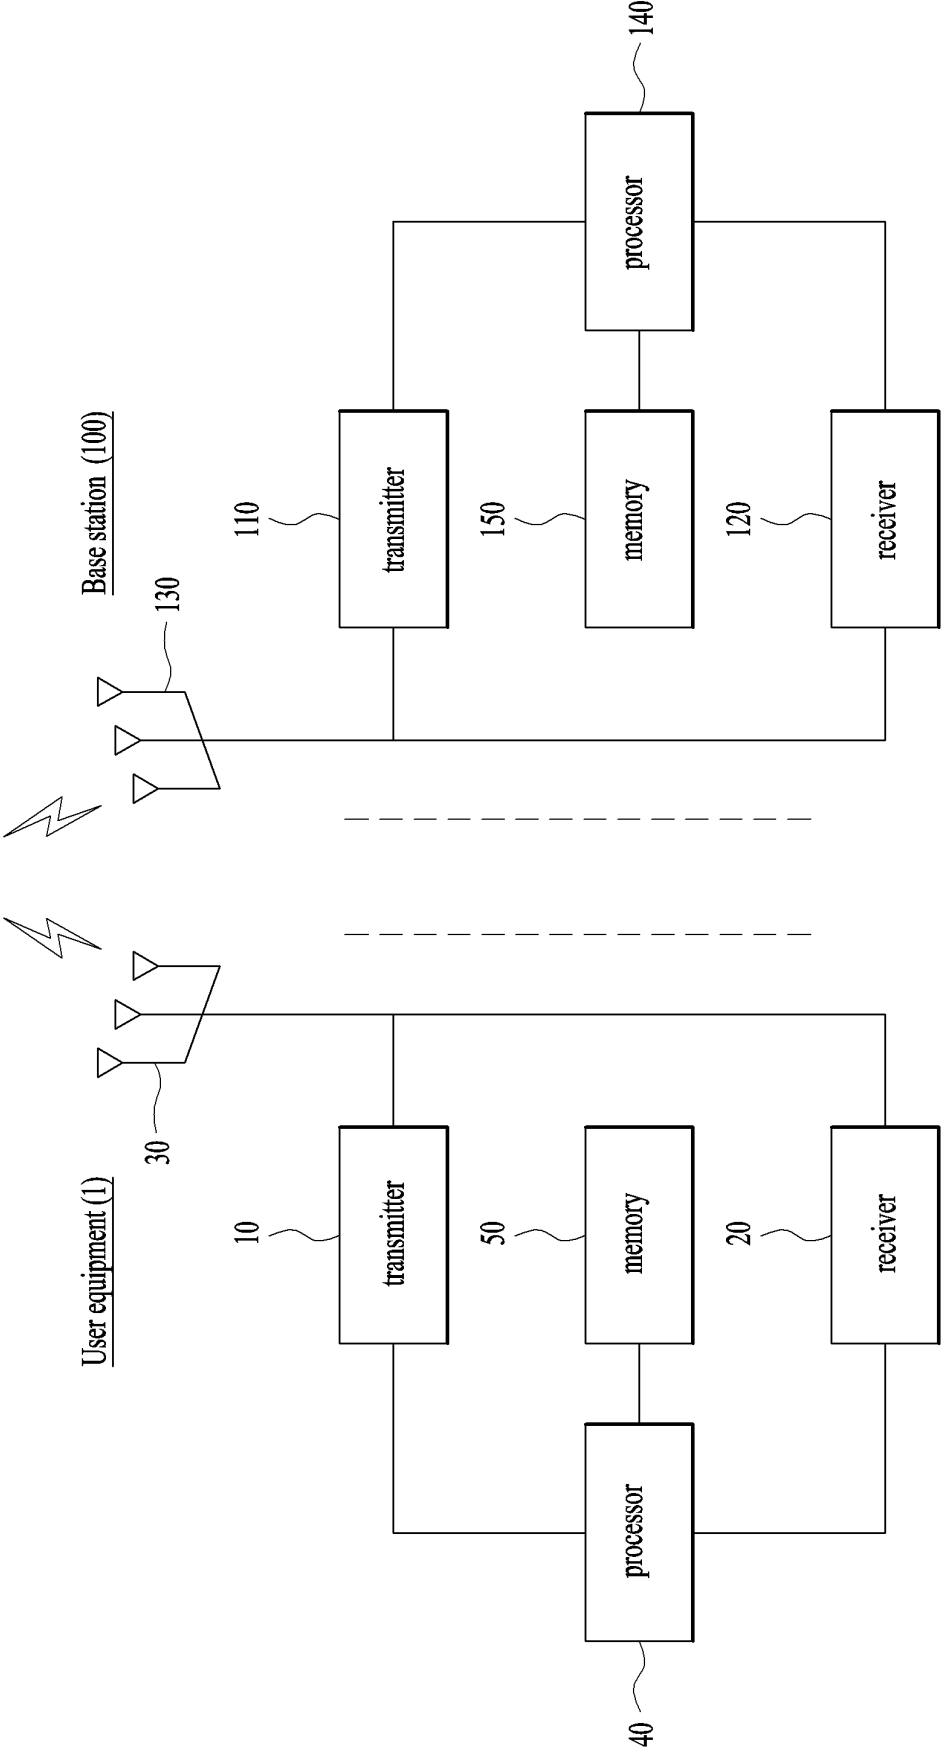 User equipment (1)
Base station (100)
30
130
10
transmitter
110
transmitter
40
processor
50
memory
150
memory
140
processor
20
receiver
120
receiver